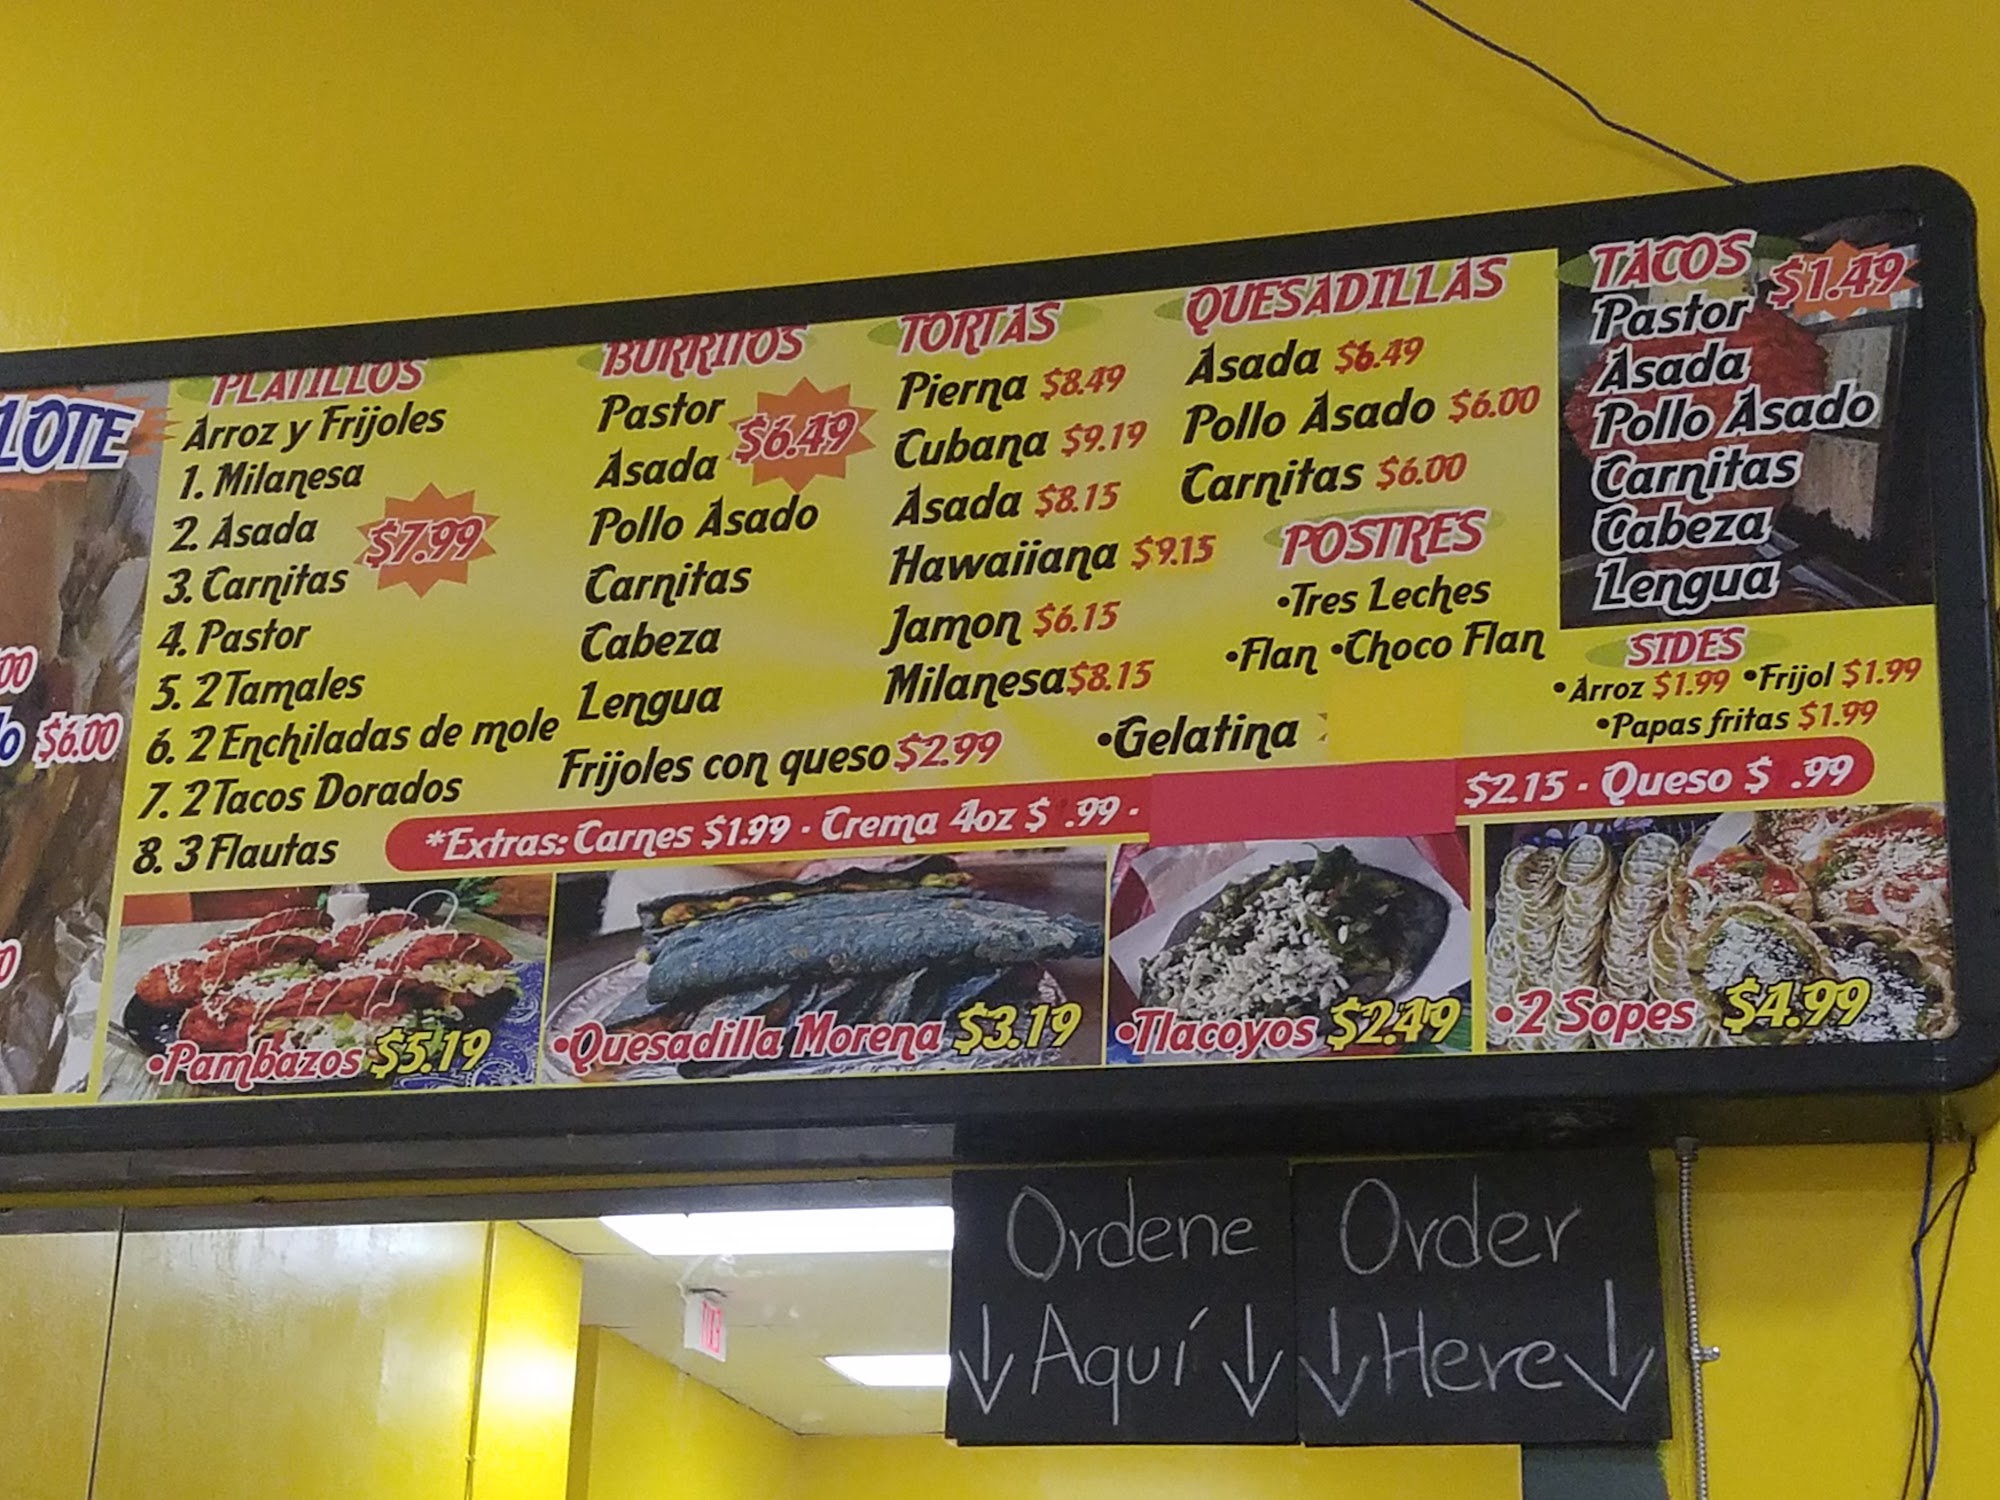 LOTE
00
o $6.00
PLATILLOS
Arroz y Frijoles
1. Milanesa
2. Asada
3. Carnitas
4. Pastor
5. 2 Tamales
6. 2 Enchiladas de mole
7. 2 Tacos Dorados
8. 3 Flautas
$7.99
BURRITOS
Pastor
Asada
Pollo Asado
Carnitas
Cabeza
Lengua
$6.49
Frijoles con queso $2.99
TORTAS
Pierna $8.49
Cubana $9.19
Asada $8.15
Hawaiiana $9.15
Jamon $6.15
Milanesa $8.15
QUESADILLAS
Asada $6.49
Pollo Asado $6.00
Carnitas $6.00
POSTRES
•Tres Leches
•Flan •Choco Flan
•Gelatina
TACOS $1.49
Pastor
Asada
Pollo Asado
Carnitas
Cabeza
Lengua
SIDES
•Arroz $1.99 •Frijol $1.99
•Papas fritas $1.99
*Extras: Carnes $1.99 - Crema 4oz $ .99 - $2.15 - Queso $ .99
•Pambazos $5.19
•Quesadilla Morena $3.19
•Tlacoyos $2.49
•2 Sopes $4.99
Ordene
Aquí
Order
Here